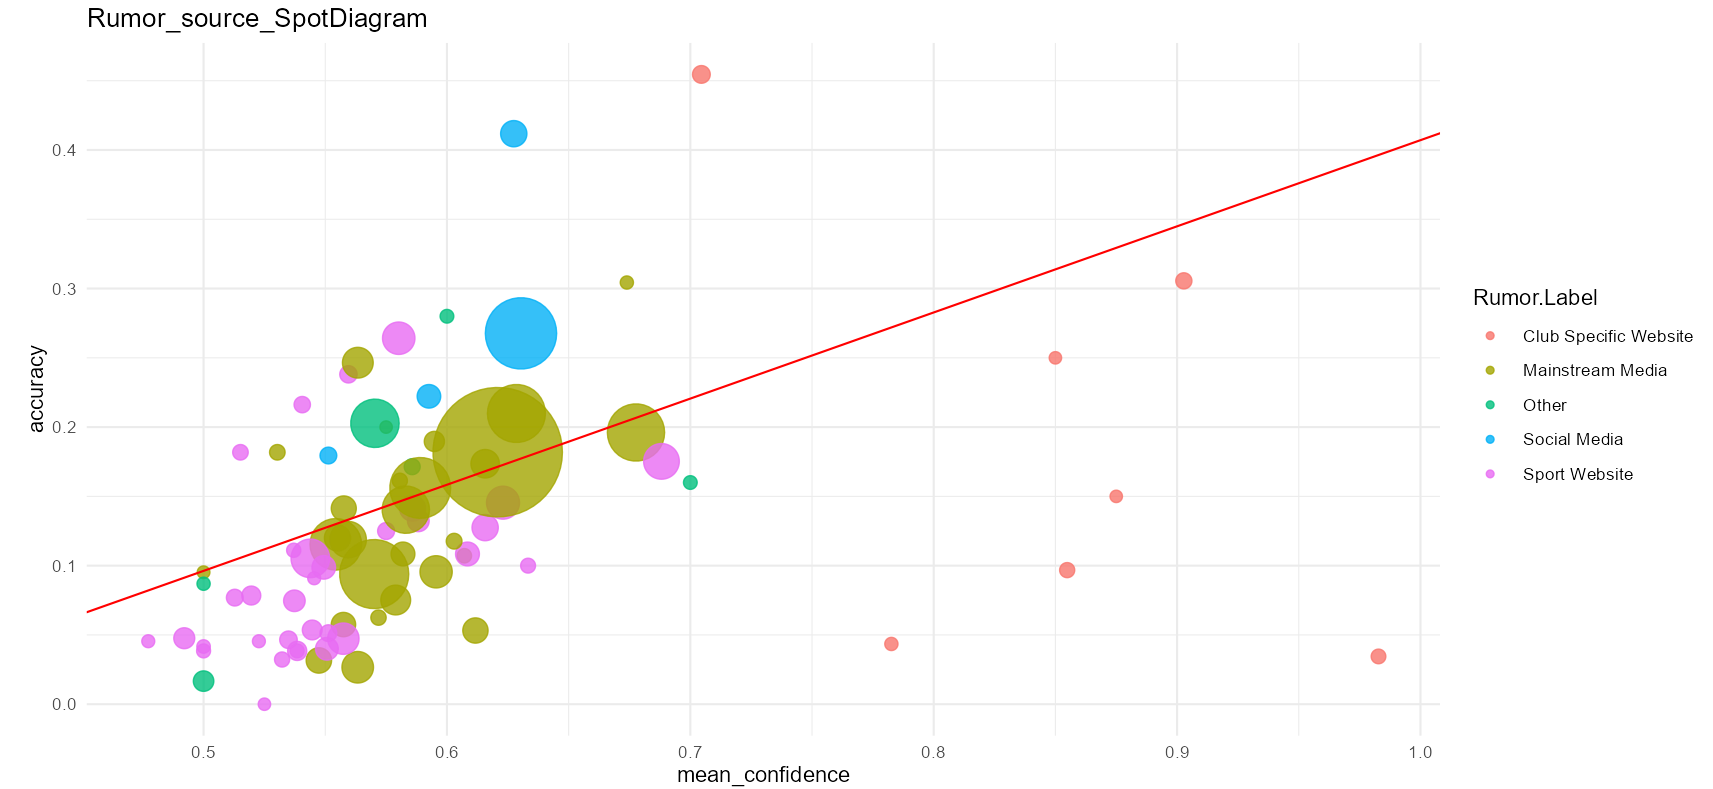 Rumor_source_SpotDiagram
accuracy
0.4
0.3
0.2
0.1
0.0
0.5 0.6 0.7 0.8 0.9 1.0
mean_confidence
Rumor.Label
Club Specific Website
Mainstream Media
Other
Social Media
Sport Website